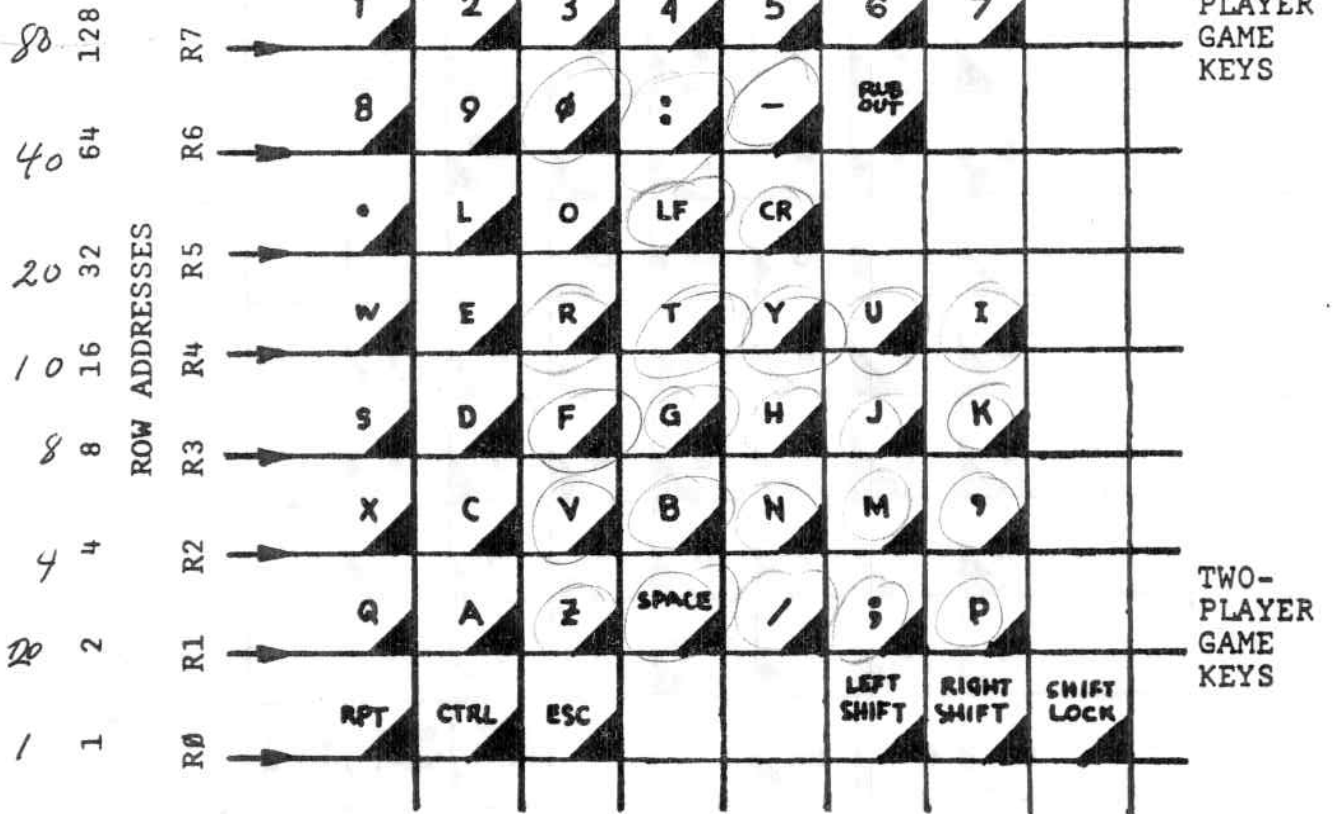 1 2 3 4 5 6 7
PLAYER
GAME
KEYS
80 128 R7
8 9 Ø : - RUB OUT
40 64 R6
. L O LF CR
20 32 R5
W E R T Y U I
10 16 R4
ROW ADDRESSES
S D F G H J K
8 8 R3
X C V B N M ,
4 4 R2
Q A Z SPACE / ; P
2 R1
TWO-
PLAYER
GAME
KEYS
RPT CTRL ESC LEFT SHIFT RIGHT SHIFT SHIFT LOCK
1 1 RØ